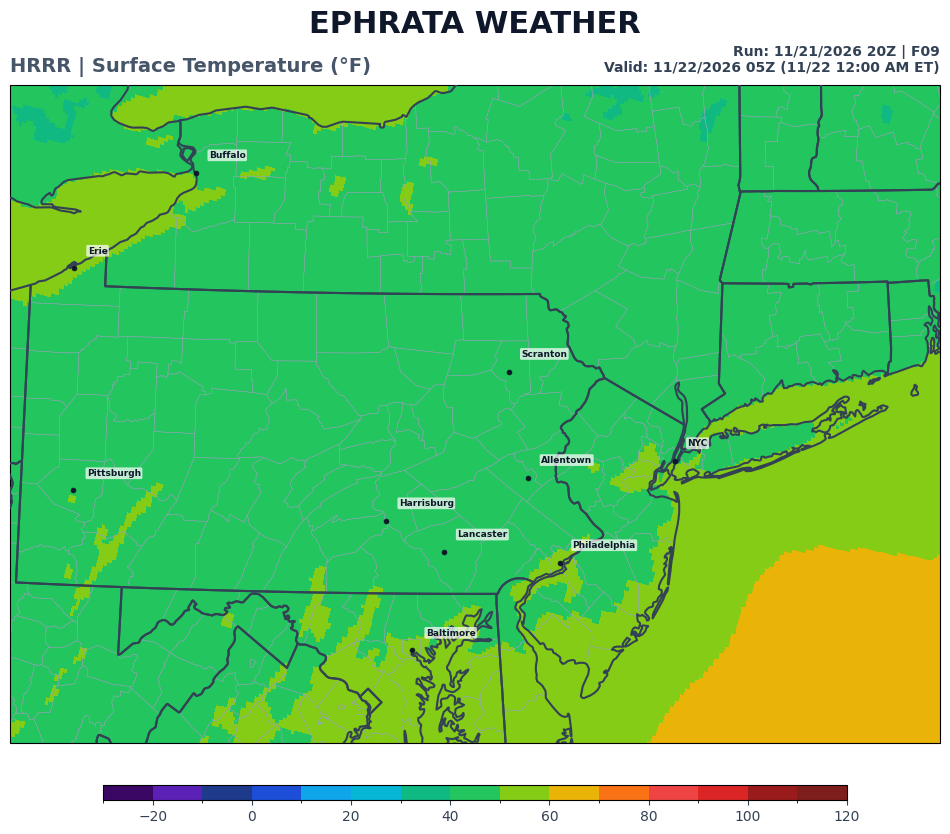 EPHRATA WEATHER
HRRR | Surface Temperature (°F)
Run: 11/21/2026 20Z | F09
Valid: 11/22/2026 05Z (11/22 12:00 AM ET)
Buffalo
Erie
Scranton
NYC
Allentown
Pittsburgh
Harrisburg
Lancaster
Philadelphia
Baltimore
−20 0 20 40 60 80 100 120